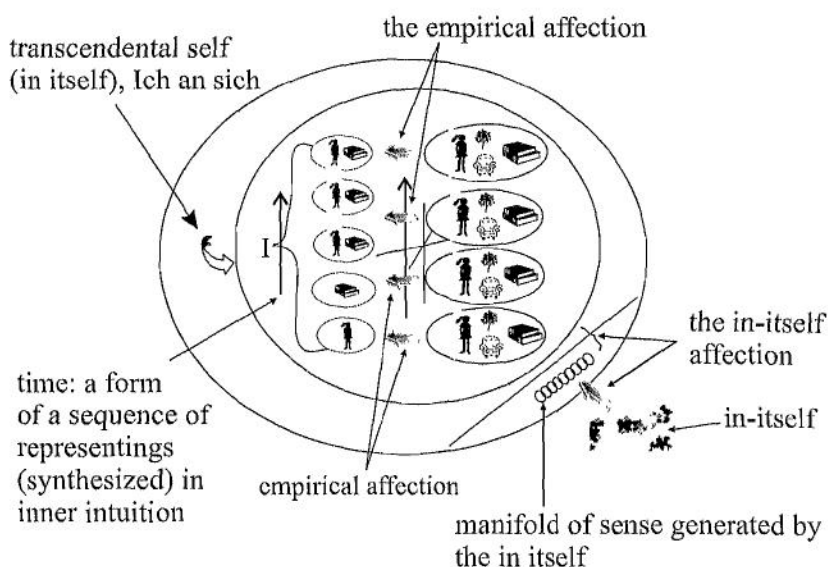 the empirical affection
transcendental self
(in itself), Ich an sich
I
the in-itself
affection
in-itself
time: a form
of a sequence of
representings
(synthesized) in
inner intuition
empirical affection
manifold of sense generated by
the in itself